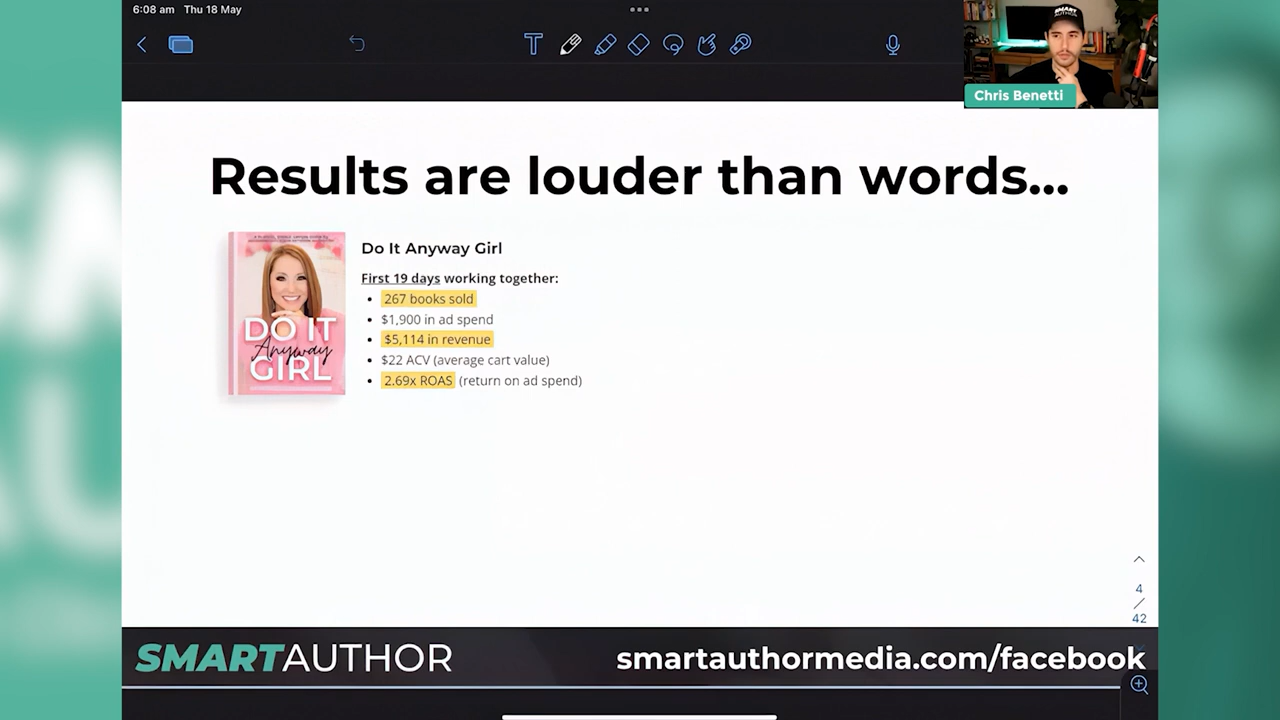 6:08 am Thu 18 May
T
SMART
AUTHOR
Chris Benetti
Results are louder than words...
Do It Anyway Girl
First 19 days working together:
• 267 books sold
• $1,900 in ad spend
• $5,114 in revenue
• $22 ACV (average cart value)
• 2.69x ROAS (return on ad spend)
DO IT
Anyway
GIRL
4
/
42
SMARTAUTHOR
smartauthormedia.com/facebook